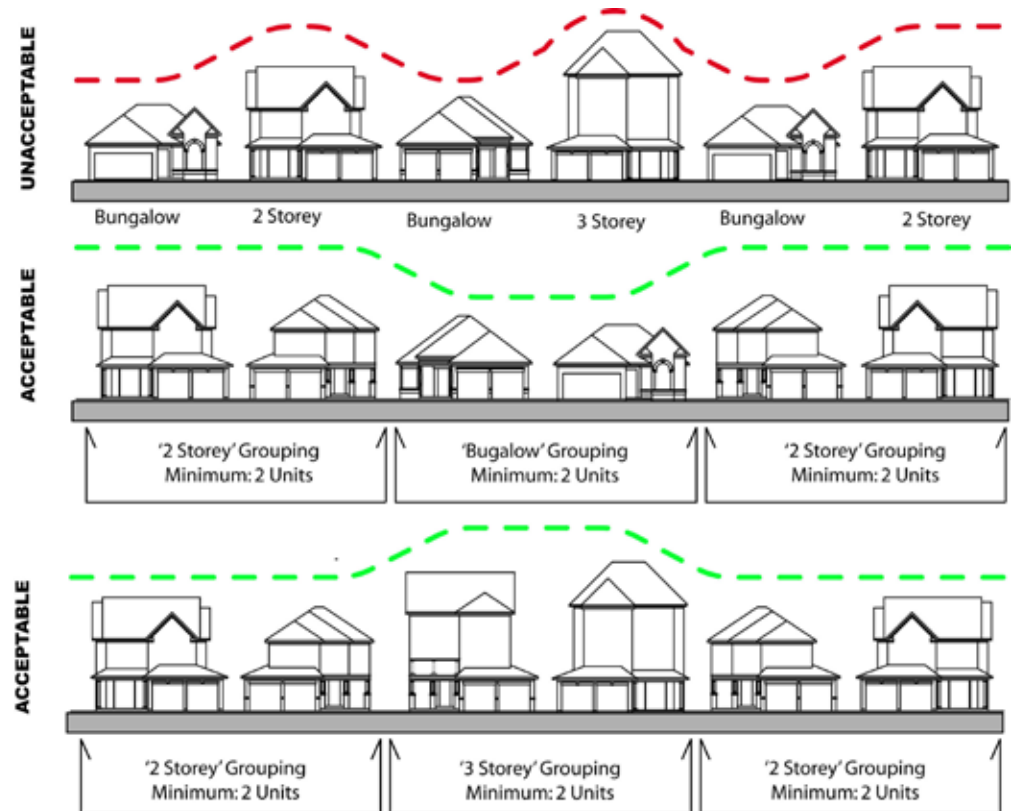 UNACCEPTABLE
Bungalow
2 Storey
Bungalow
3 Storey
Bungalow
2 Storey
ACCEPTABLE
'2 Storey' Grouping
Minimum: 2 Units
'Bugalow' Grouping
Minimum: 2 Units
'2 Storey' Grouping
Minimum: 2 Units
ACCEPTABLE
'2 Storey' Grouping
Minimum: 2 Units
'3 Storey' Grouping
Minimum: 2 Units
'2 Storey' Grouping
Minimum: 2 Units